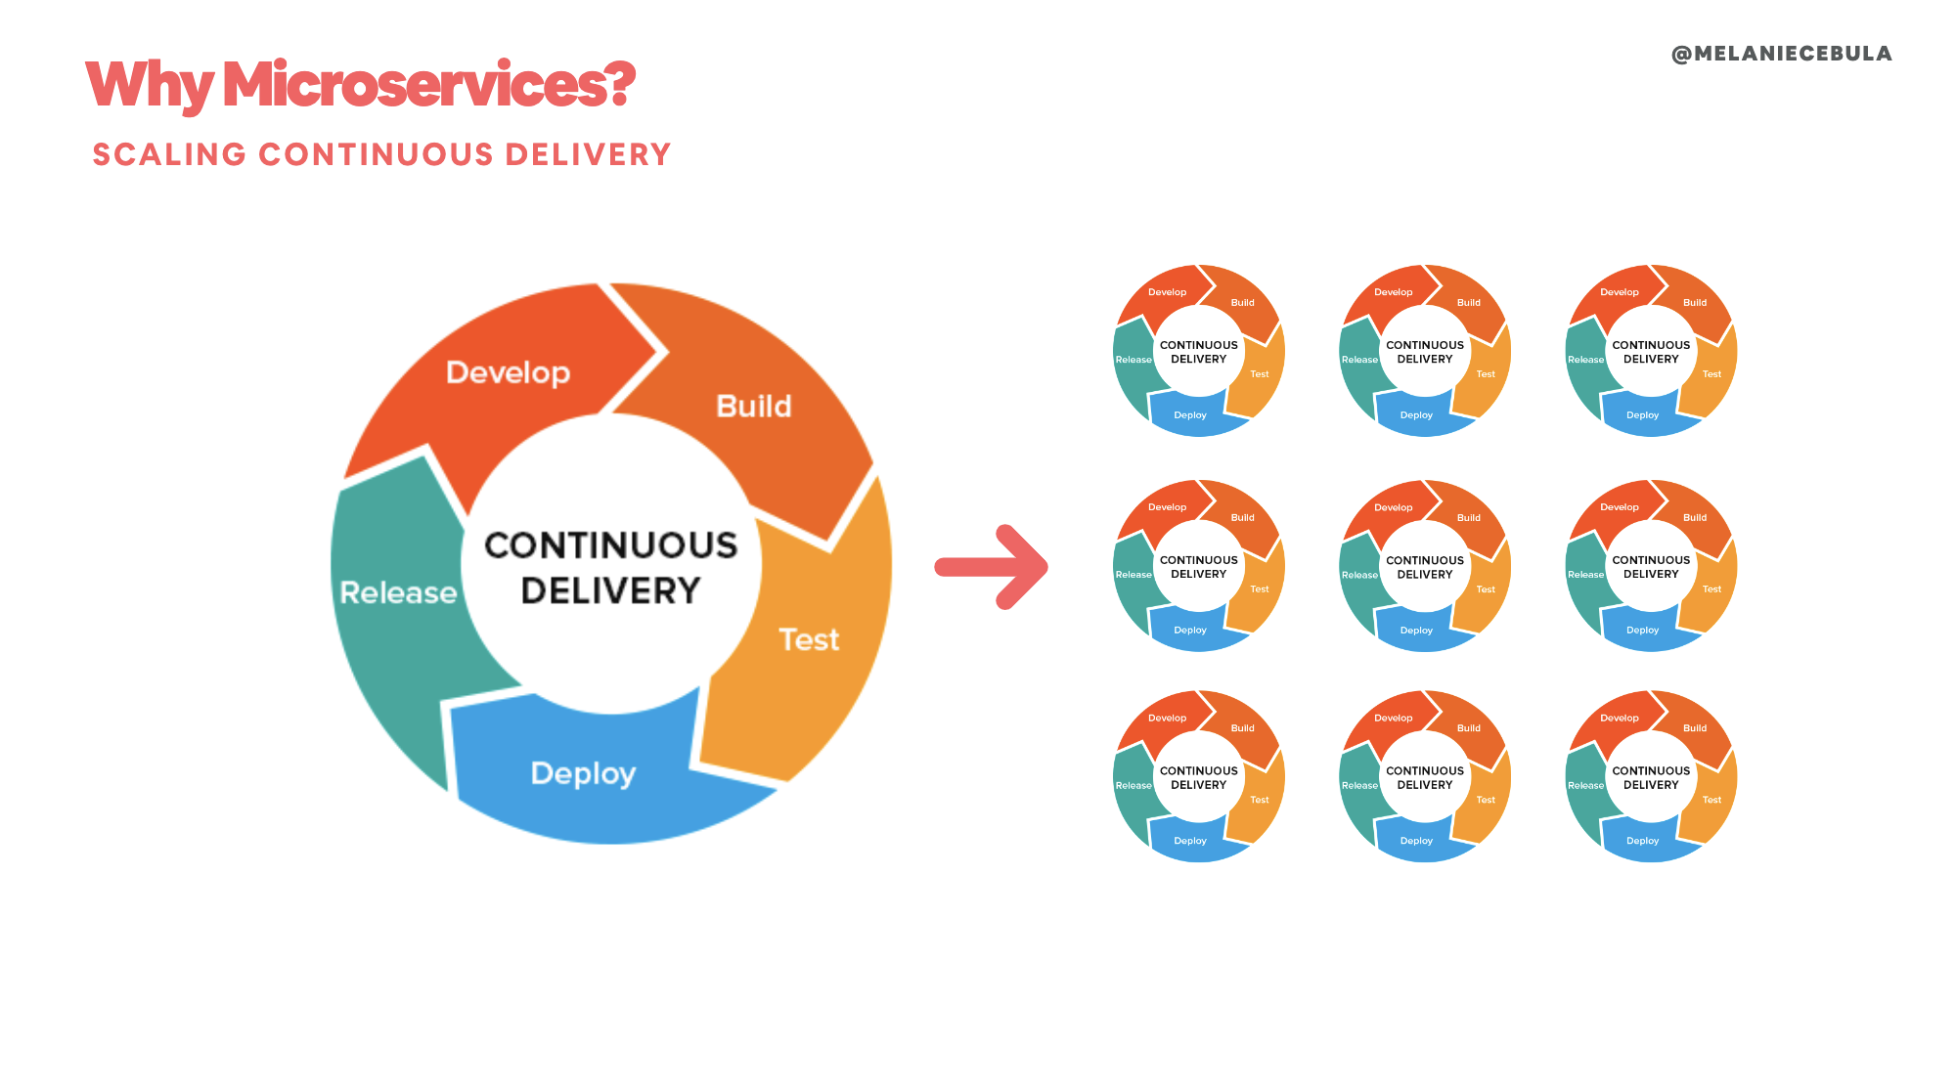 Why Microservices?
@MELANIECEBULA
SCALING CONTINUOUS DELIVERY
Develop
Build
CONTINUOUS
DELIVERY
Release
Test
Deploy
Develop
Build
CONTINUOUS
DELIVERY
Release
Test
Deploy
Develop
Build
CONTINUOUS
DELIVERY
Release
Test
Deploy
Develop
Build
CONTINUOUS
DELIVERY
Release
Test
Deploy
Develop
Build
CONTINUOUS
DELIVERY
Release
Test
Deploy
Develop
Build
CONTINUOUS
DELIVERY
Release
Test
Deploy
Develop
Build
CONTINUOUS
DELIVERY
Release
Test
Deploy
Develop
Build
CONTINUOUS
DELIVERY
Release
Test
Deploy
Develop
Build
CONTINUOUS
DELIVERY
Release
Test
Deploy
Develop
Build
CONTINUOUS
DELIVERY
Release
Test
Deploy